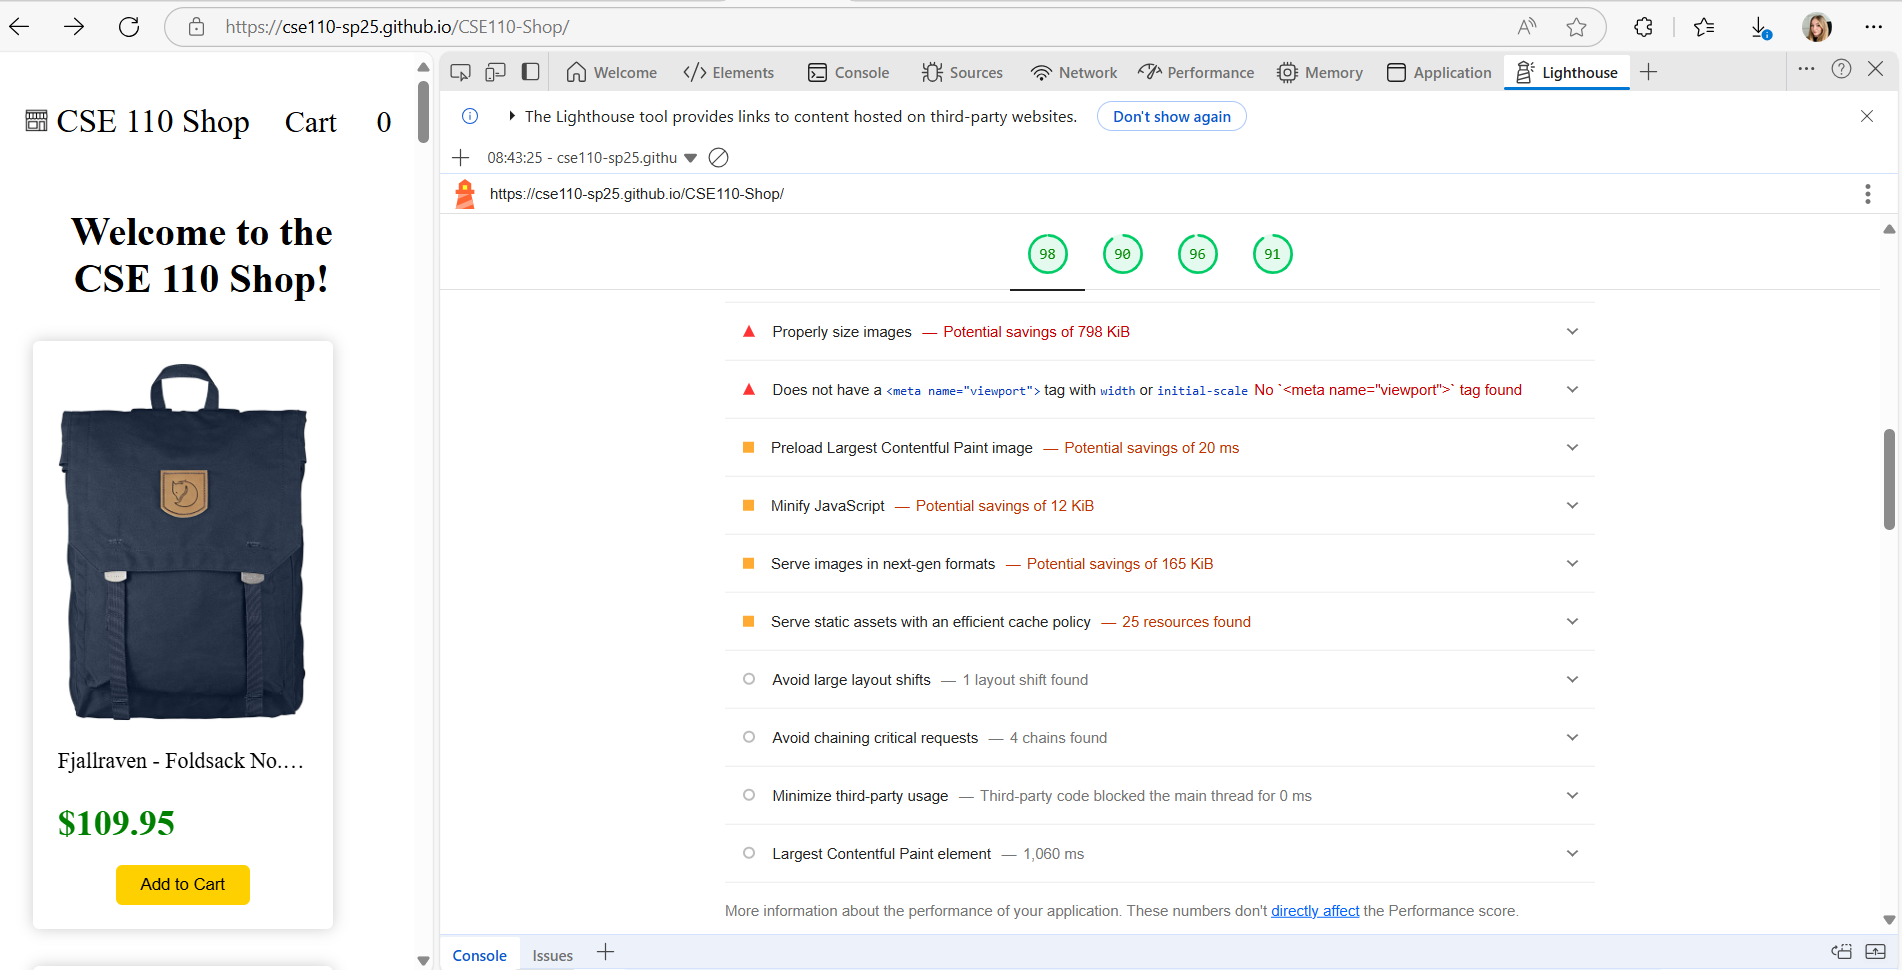 https://cse110-sp25.github.io/CSE110-Shop/
CSE 110 Shop Cart 0
Welcome to the
CSE 110 Shop!
Fjallraven - Foldsack No....
$109.95
Add to Cart
Welcome Elements Console Sources Network Performance Memory Application Lighthouse
The Lighthouse tool provides links to content hosted on third-party websites. Don't show again
08:43:25 - cse110-sp25.githu
https://cse110-sp25.github.io/CSE110-Shop/
98 90 96 91
Properly size images — Potential savings of 798 KiB
Does not have a <meta name="viewport"> tag with width or initial-scale No `<meta name="viewport">` tag found
Preload Largest Contentful Paint image — Potential savings of 20 ms
Minify JavaScript — Potential savings of 12 KiB
Serve images in next-gen formats — Potential savings of 165 KiB
Serve static assets with an efficient cache policy — 25 resources found
Avoid large layout shifts — 1 layout shift found
Avoid chaining critical requests — 4 chains found
Minimize third-party usage — Third-party code blocked the main thread for 0 ms
Largest Contentful Paint element — 1,060 ms
More information about the performance of your application. These numbers don't directly affect the Performance score.
Console Issues